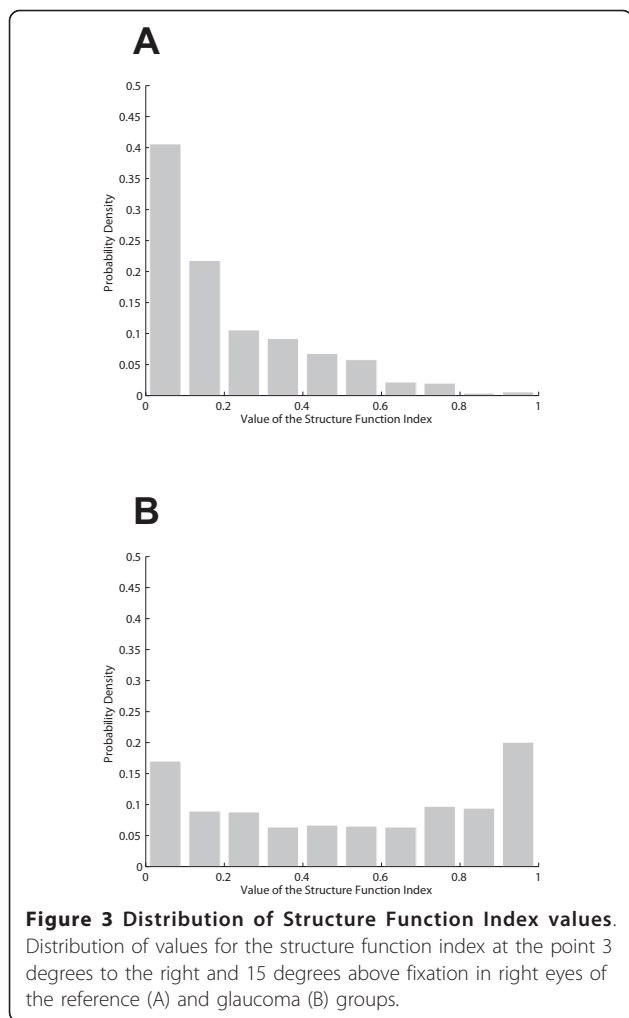 A
0.5
0.45
0.4
0.35
0.3
0.25
0.2
0.15
0.1
0.05
0
Probability Density
0 0.2 0.4 0.6 0.8 1
Value of the Structure Function Index
B
0.5
0.45
0.4
0.35
0.3
0.25
0.2
0.15
0.1
0.05
0
Probability Density
0 0.2 0.4 0.6 0.8 1
Value of the Structure Function Index
Figure 3 Distribution of Structure Function Index values.
Distribution of values for the structure function index at the point 3
degrees to the right and 15 degrees above fixation in right eyes of
the reference (A) and glaucoma (B) groups.